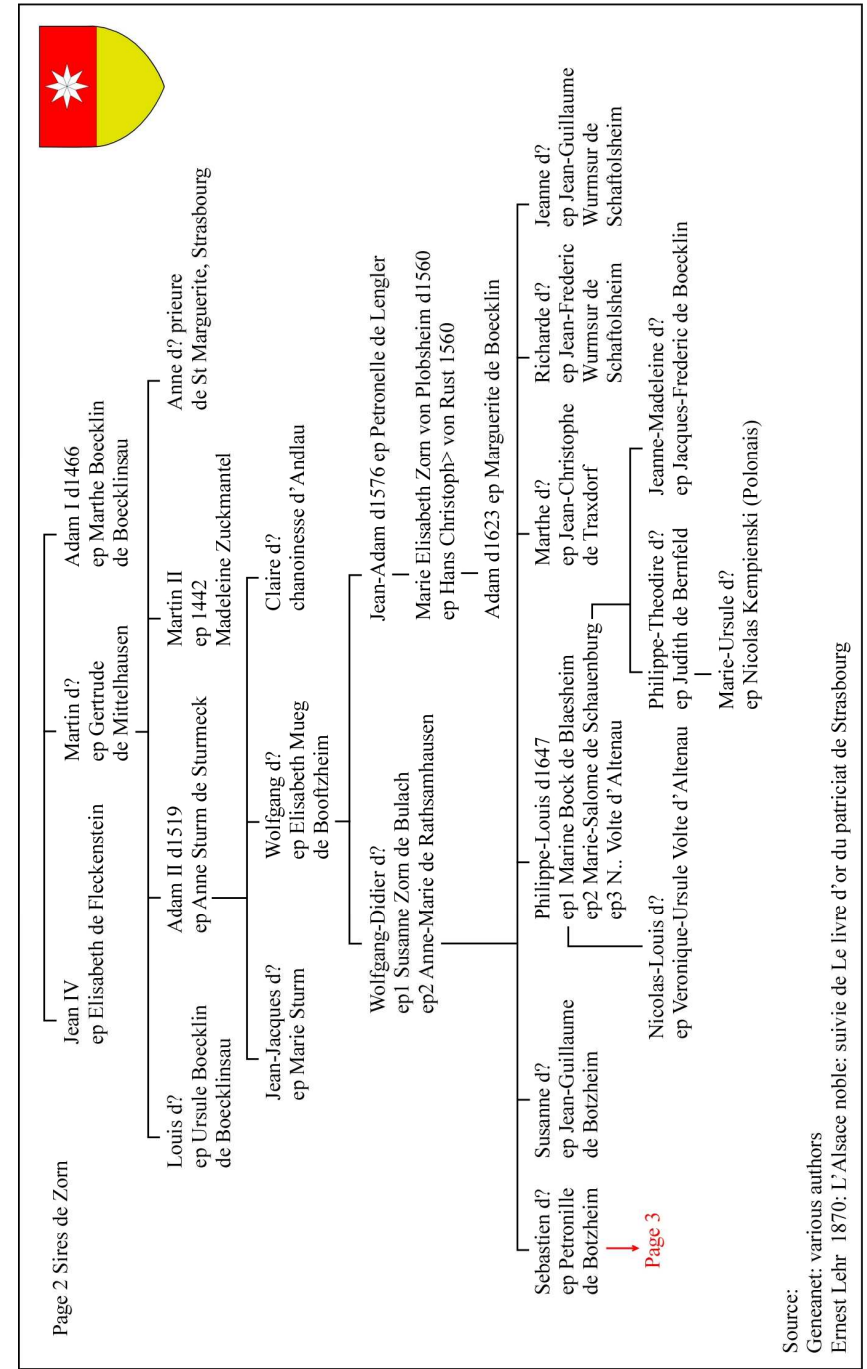 Page 2 Sires de Zorn
Jean IV
ep Elisabeth de Fleckenstein
Martin d?
ep Gertrude
de Mittelhausen
Adam I d1466
ep Marthe Boecklin
de Boecklinsau
Louis d?
ep Ursule Boecklin
de Boecklinsau
Adam II d1519
ep Anne Sturm de Sturmeck
Martin II
ep 1442
Madeleine Zuckmantel
Anne d? prieure
de St Marguerite, Strasbourg
Jean-Jacques d?
ep Marie Sturm
Wolfgang d?
ep Elisabeth Mueg
de Booftzheim
Claire d?
chanoinesse d'Andlau
Wolfgang-Didier d?
ep1 Susanne Zorn de Bulach
ep2 Anne-Marie de Rathsamhausen
Jean-Adam d1576 ep Petronelle de Lengler
Marie Elisabeth Zorn von Plobsheim d1560
ep Hans Christoph> von Rust 1560
Adam d1623 ep Marguerite de Boecklin
Sebastien d?
ep Petronille
de Botzheim
Susanne d?
ep Jean-Guillaume
de Botzheim
Philippe-Louis d1647
ep1 Marine Bock de Blaesheim
ep2 Marie-Salome de Schauenburg
ep3 N.. Volte d'Altenau
Marthe d?
ep Jean-Christophe
de Traxdorf
Richarde d?
ep Jean-Frederic
Wurmsur de
Schaftolsheim
Jeanne d?
ep Jean-Guillaume
Wurmsur de
Schaftolsheim
Page 3
Nicolas-Louis d?
ep Veronique-Ursule Volte d'Altenau
Philippe-Theodire d?
ep Judith de Bernfeld
Jeanne-Madeleine d?
ep Jacques-Frederic de Boecklin
Marie-Ursule d?
ep Nicolas Kempienski (Polonais)
Source:
Geneanet: various authors
Ernest Lehr 1870: L'Alsace noble: suivie de Le livre d'or du patriciat de Strasbourg